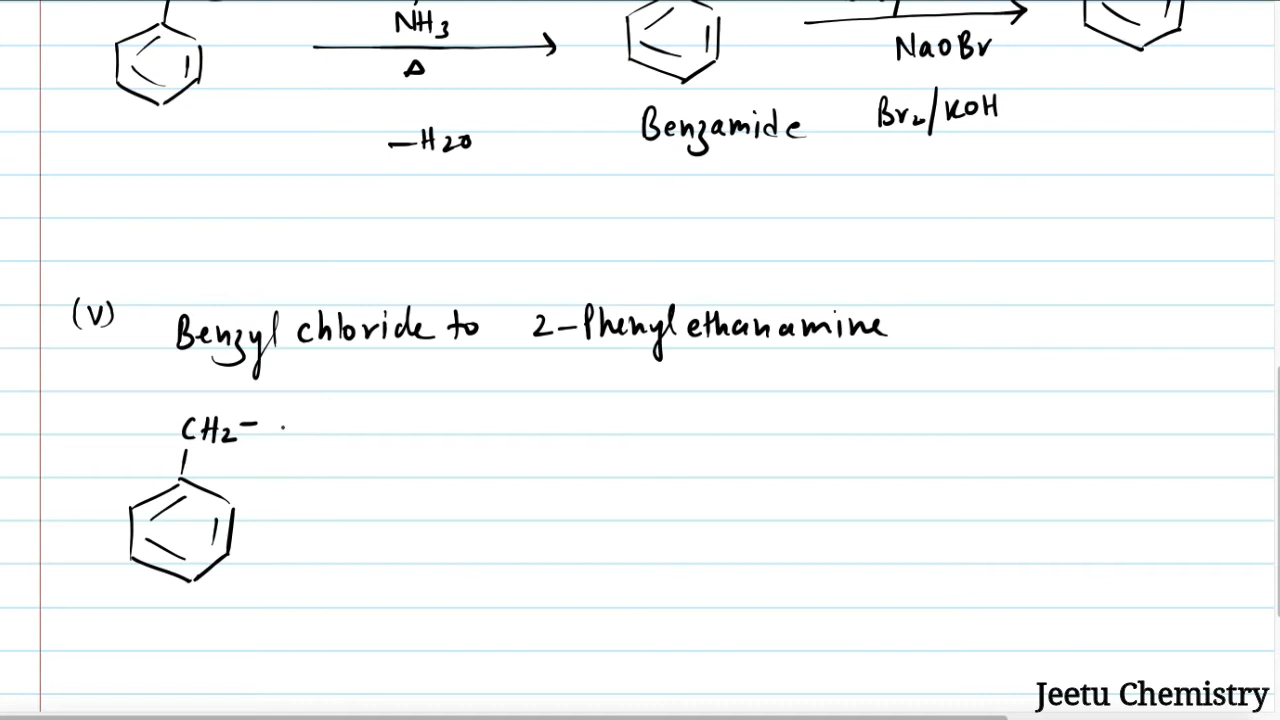 NH3
Δ
NaOBr
—H2O
Benzamide
Br2/KOH
(V) Benzyl chloride to 2-Phenylethanamine
CH2-
Jeetu Chemistry